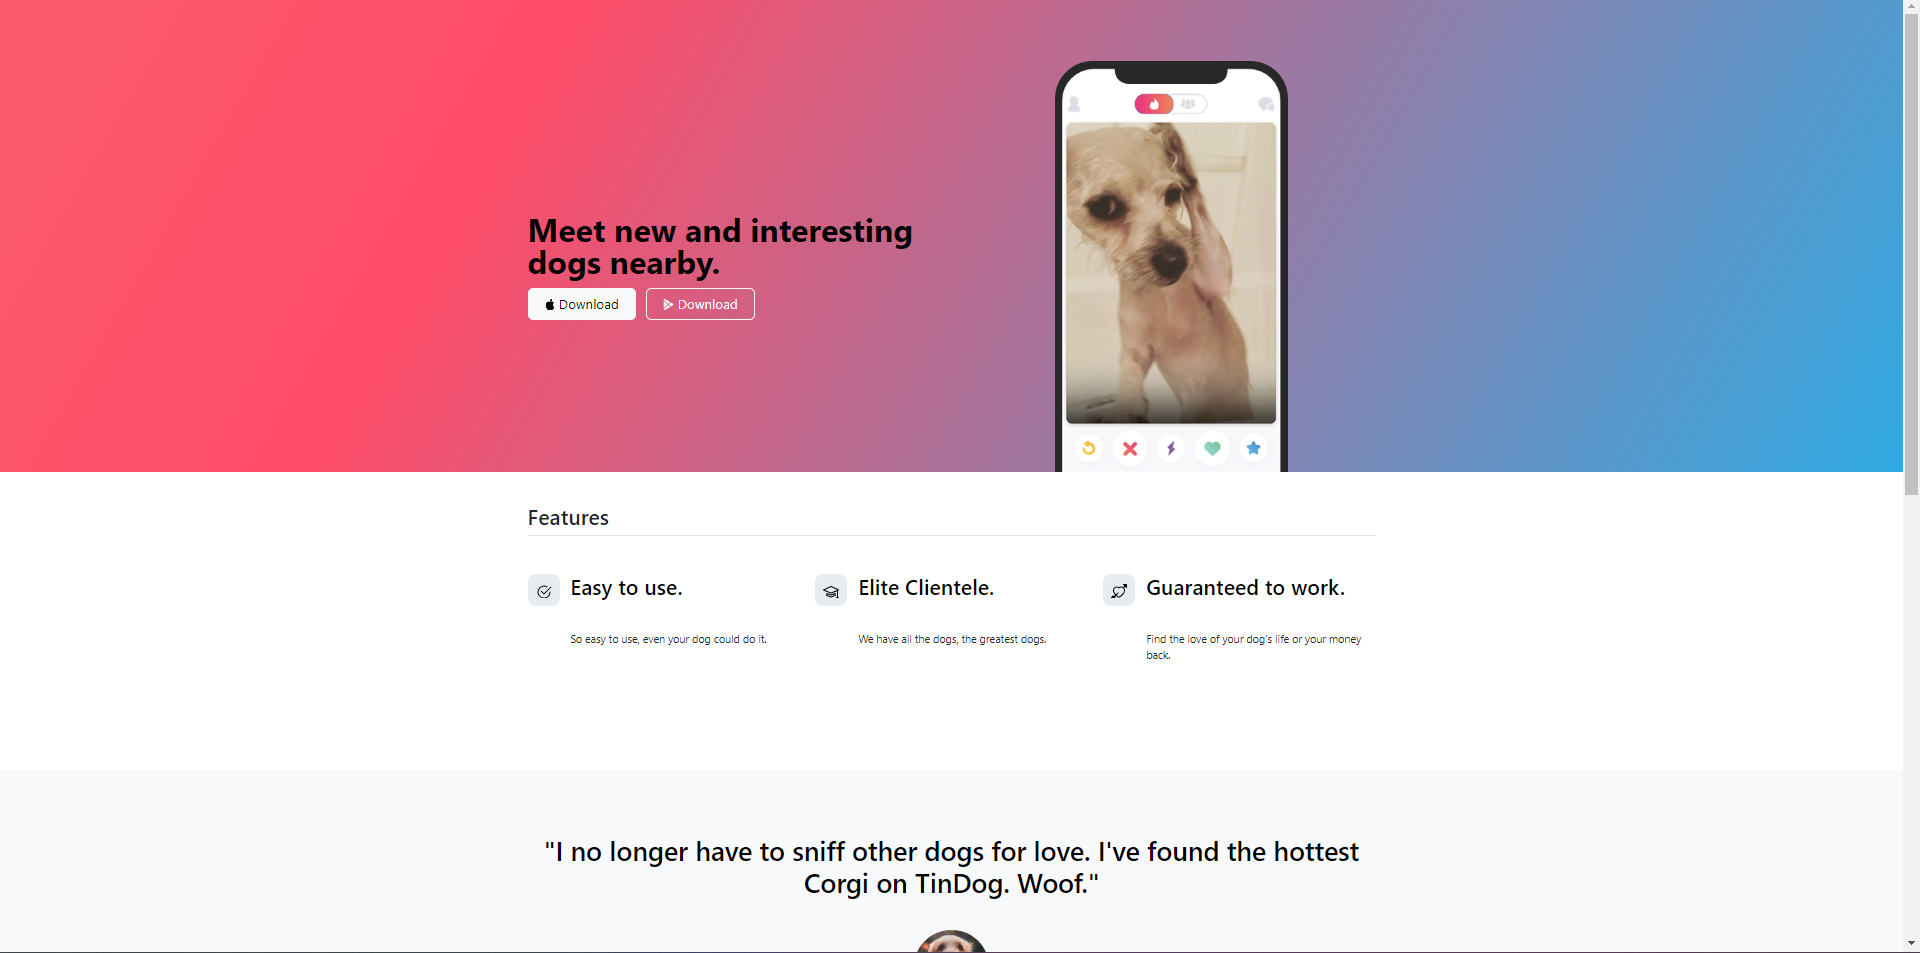 Meet new and interesting
dogs nearby.
Download
Download
Features
Easy to use.
So easy to use, even your dog could do it.
Elite Clientele.
We have all the dogs, the greatest dogs.
Guaranteed to work.
Find the love of your dog's life or your money
back.
"I no longer have to sniff other dogs for love. I've found the hottest
Corgi on TinDog. Woof."